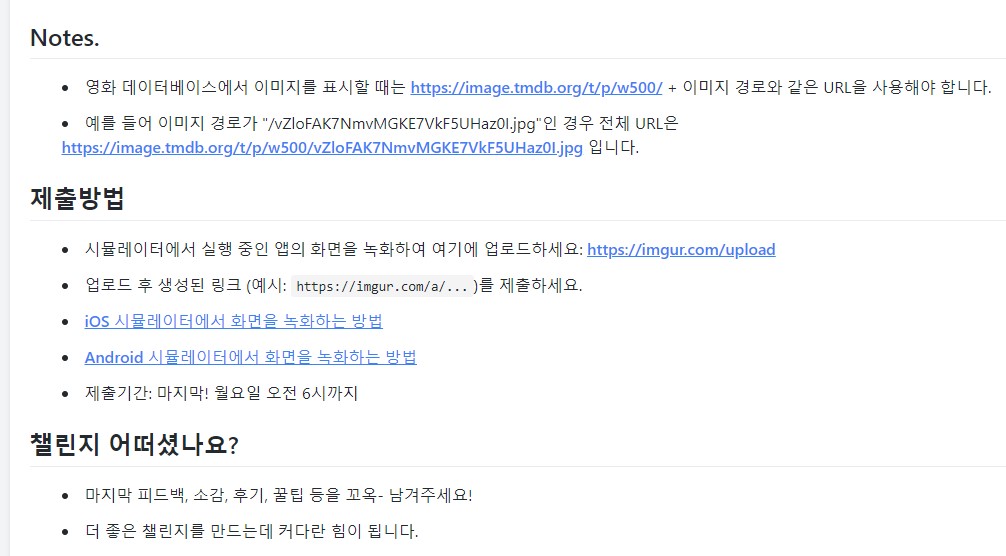 Notes.
영화 데이터베이스에서 이미지를 표시할 때는 https://image.tmdb.org/t/p/w500/ + 이미지 경로와 같은 URL을 사용해야 합니다.
예를 들어 이미지 경로가 "/vZloFAK7NmvMGKE7VkF5UHaz0I.jpg"인 경우 전체 URL은
https://image.tmdb.org/t/p/w500/vZloFAK7NmvMGKE7VkF5UHaz0I.jpg 입니다.
제출방법
시뮬레이터에서 실행 중인 앱의 화면을 녹화하여 여기에 업로드하세요: https://imgur.com/upload
업로드 후 생성된 링크 (예시: https://imgur.com/a/...)를 제출하세요.
iOS 시뮬레이터에서 화면을 녹화하는 방법
Android 시뮬레이터에서 화면을 녹화하는 방법
제출기간: 마지막! 월요일 오전 6시까지
챌린지 어떠셨나요?
마지막 피드백, 소감, 후기, 꿀팁 등을 꼬옥- 남겨주세요!
더 좋은 챌린지를 만드는데 커다란 힘이 됩니다.